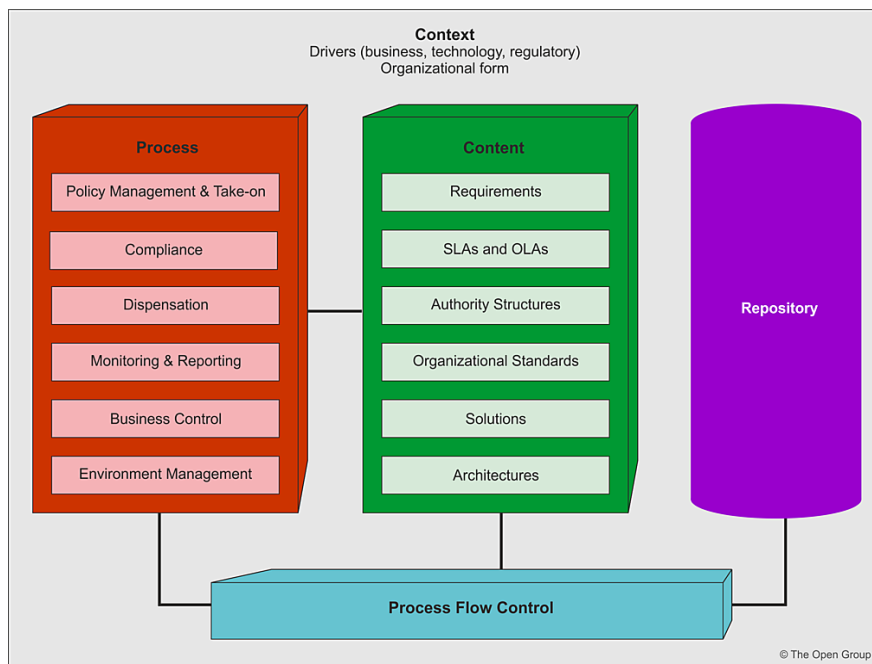 Context
Drivers (business, technology, regulatory)
Organizational form
Process
Policy Management & Take-on
Compliance
Dispensation
Monitoring & Reporting
Business Control
Environment Management
Content
Requirements
SLAs and OLAs
Authority Structures
Organizational Standards
Solutions
Architectures
Repository
Process Flow Control
© The Open Group